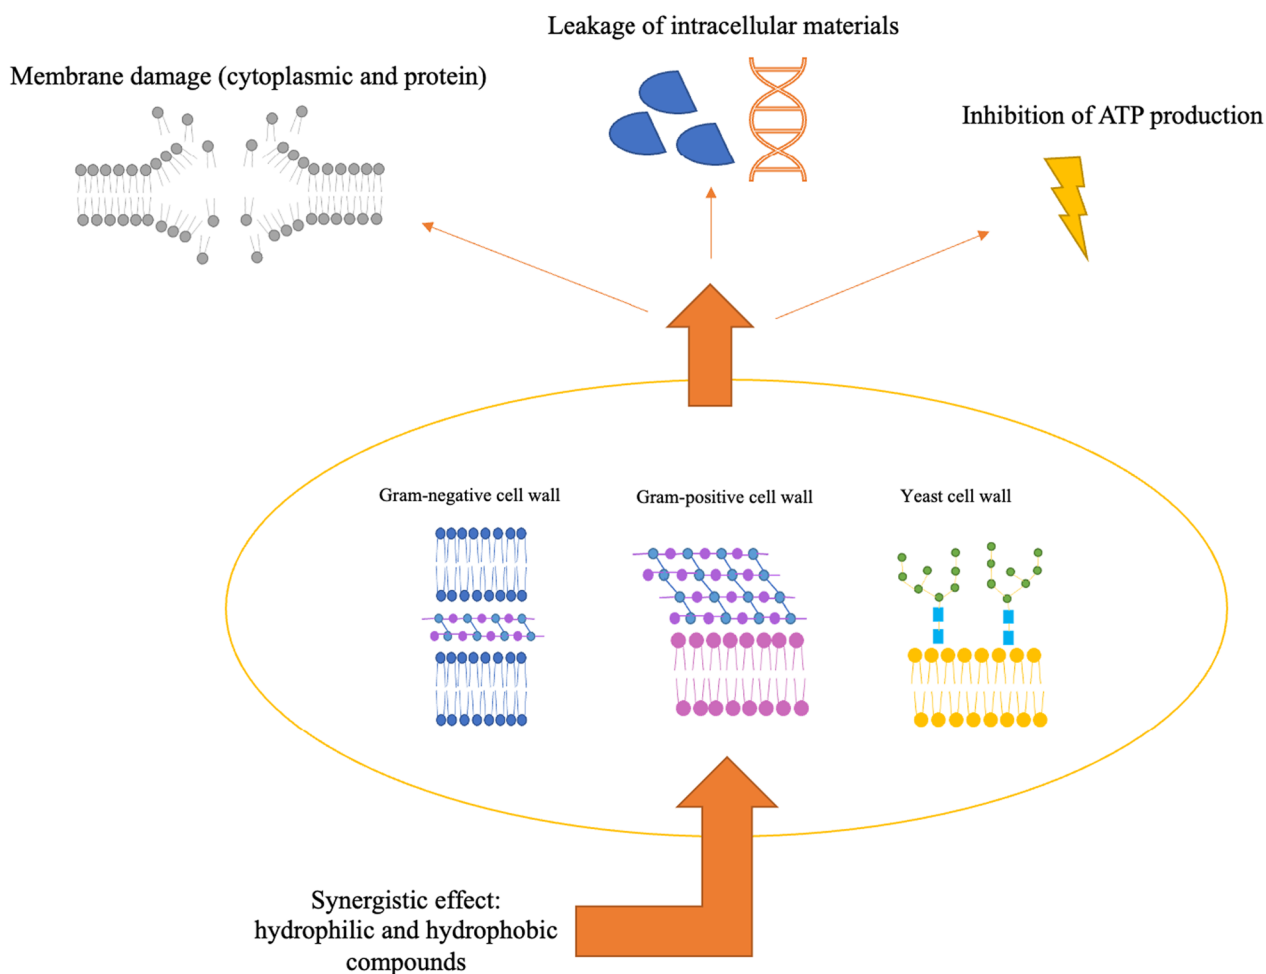 Leakage of intracellular materials
Membrane damage (cytoplasmic and protein)
Inhibition of ATP production
Gram-negative cell wall
Gram-positive cell wall
Yeast cell wall
Synergistic effect:
hydrophilic and hydrophobic
compounds